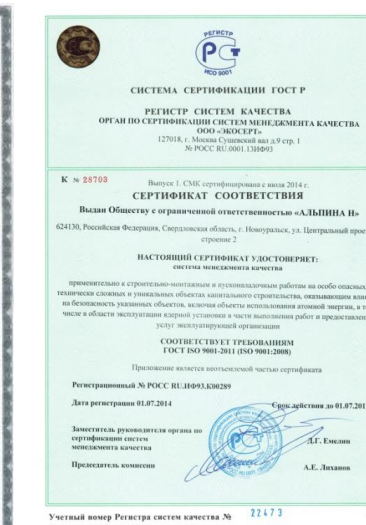 РЕГИСТР
РСТ
ИСО 9001
СИСТЕМА СЕРТИФИКАЦИИ ГОСТ Р
РЕГИСТР СИСТЕМ КАЧЕСТВА
ОРГАН ПО СЕРТИФИКАЦИИ СИСТЕМ МЕНЕДЖМЕНТА КАЧЕСТВА
ООО «ЭКОСЕРТ»
127018, г. Москва Сущевский вал д.9 стр. 1
№ РОСС RU.0001.13ИФ93
К № 28703
Выпуск 1. СМК сертифицирована с июля 2014 г.
СЕРТИФИКАТ СООТВЕТСТВИЯ
Выдан Обществу с ограниченной ответственностью «АЛЬПИНА Н»
624130, Российская Федерация, Свердловская область, г. Новоуральск, ул. Центральный прое
строение 2
НАСТОЯЩИЙ СЕРТИФИКАТ УДОСТОВЕРЯЕТ:
система менеджмента качества
применительно к строительно-монтажным и пусконаладочным работам на особо опасных
технически сложных и уникальных объектах капитального строительства, оказывающим влия
на безопасность указанных объектов, включая объекты использования атомной энергии, в т
числе в области эксплуатации ядерной установки в части выполнения работ и предоставлен
услуг эксплуатирующей организации
СООТВЕТСТВУЕТ ТРЕБОВАНИЯМ
ГОСТ ISO 9001-2011 (ISO 9001:2008)
Приложение является неотъемлемой частью сертификата
Регистрационный № РОСС RU.ИФ93.К00289
Дата регистрации 01.07.2014
Срок действия до 01.07.201
Заместитель руководителя органа по
сертификации систем
менеджмента качества
Д.Г. Емелин
Председатель комиссии
А.Е. Лиханов
Учетный номер Регистра систем качества № 22473